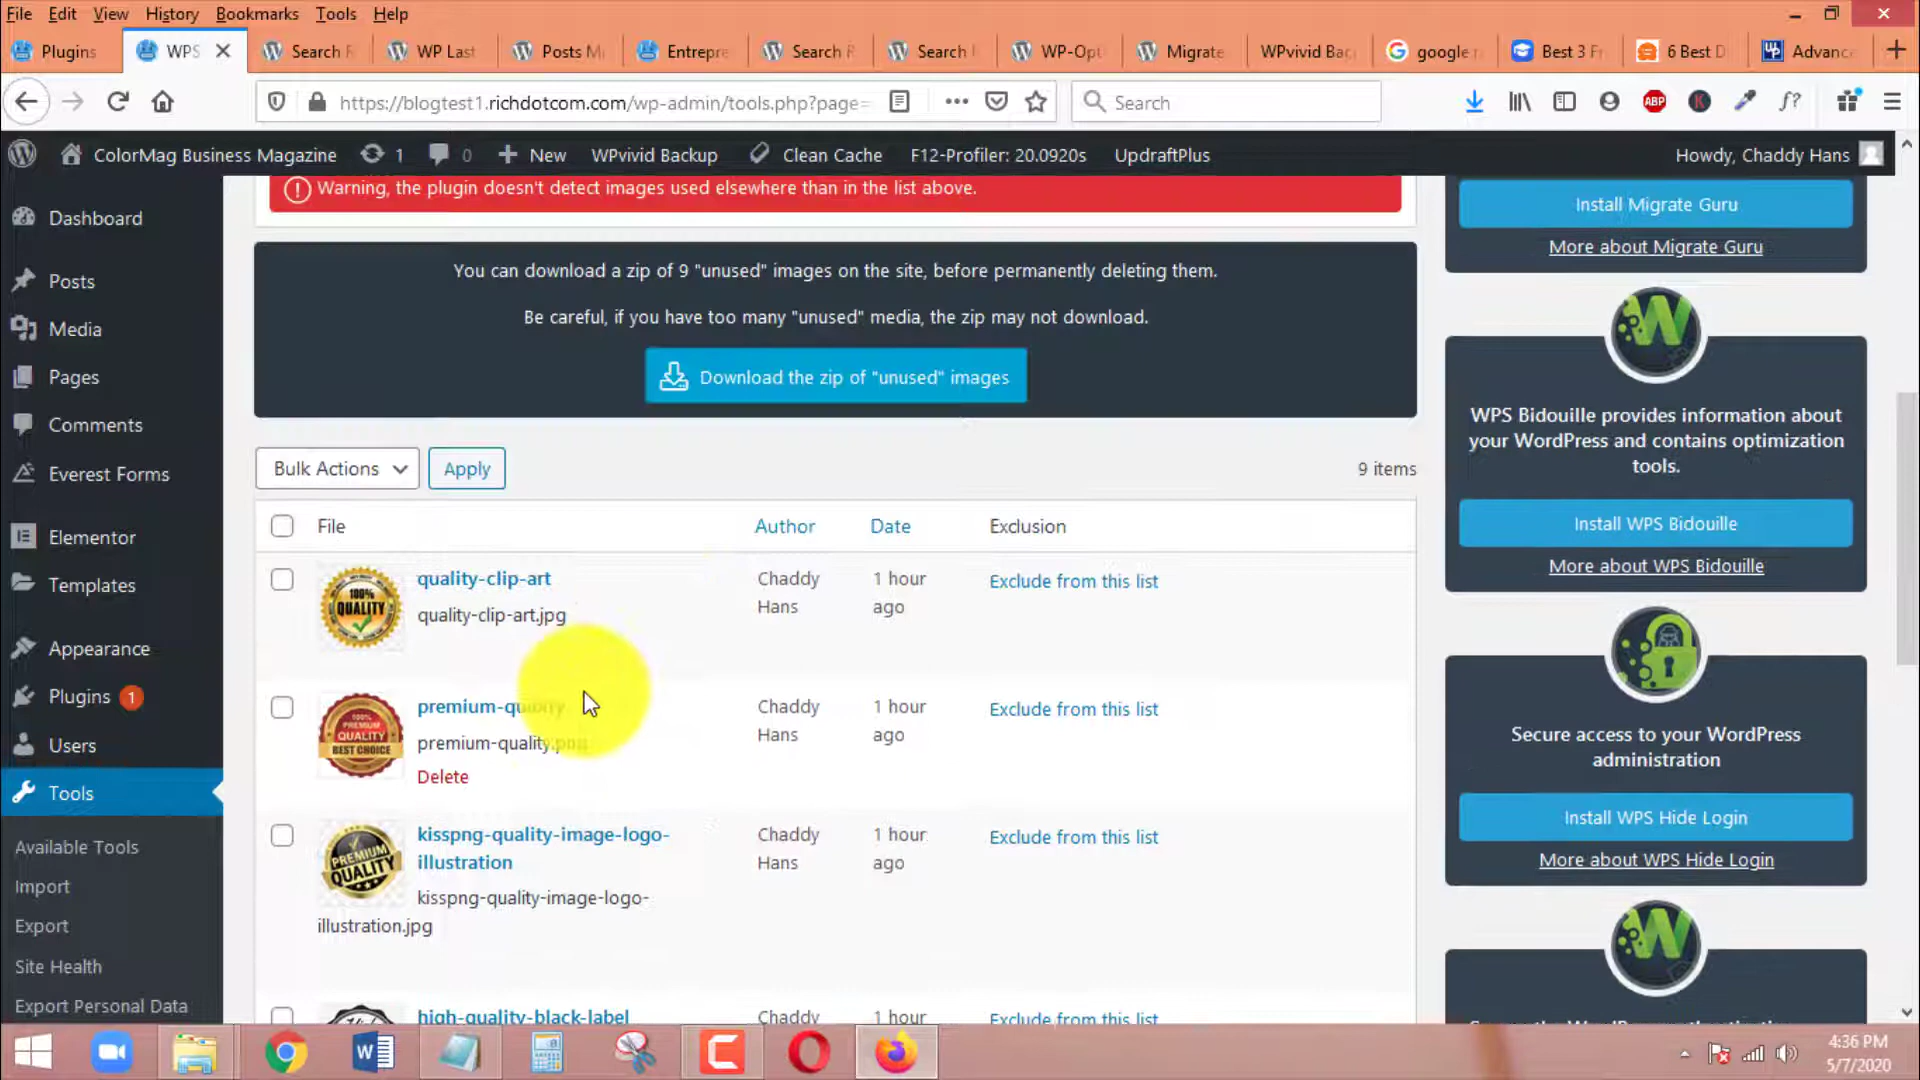 File Edit View History Bookmarks Tools Help
Plugins WPS Search R WP Last Posts M Entrepre Search R Search WP-Opt Migrate WPvivid Bac google r Best 3 Fr 6 Best D Advance
https://blogtest1.richdotcom.com/wp-admin/tools.php?page= Search ABP
ColorMag Business Magazine 1 0 New WPvivid Backup Clean Cache F12-Profiler: 20.0920s UpdraftPlus Howdy, Chaddy Hans
Dashboard
Posts
Media
Pages
Comments
Everest Forms
Elementor
Templates
Appearance
Plugins 1
Users
Tools
Available Tools
Import
Export
Site Health
Export Personal Data
Warning, the plugin doesn't detect images used elsewhere than in the list above.
You can download a zip of 9 "unused" images on the site, before permanently deleting them.
Be careful, if you have too many "unused" media, the zip may not download.
Download the zip of "unused" images
Bulk Actions Apply 9 items
File Author Date Exclusion
100% QUALITY
quality-clip-art Chaddy Hans 1 hour ago Exclude from this list
quality-clip-art.jpg
100% PREMIUM QUALITY BEST CHOICE
premium-quality Chaddy Hans 1 hour ago Exclude from this list
premium-quality.png
Delete
PREMIUM QUALITY
kisspng-quality-image-logo-
illustration Chaddy Hans 1 hour ago Exclude from this list
kisspng-quality-image-logo-
illustration.jpg
high-quality-black-label Chaddy 1 hour Exclude from this list
Install Migrate Guru
More about Migrate Guru
WPS Bidouille provides information about
your WordPress and contains optimization
tools.
Install WPS Bidouille
More about WPS Bidouille
Secure access to your WordPress
administration
Install WPS Hide Login
More about WPS Hide Login
4:36 PM
5/7/2020